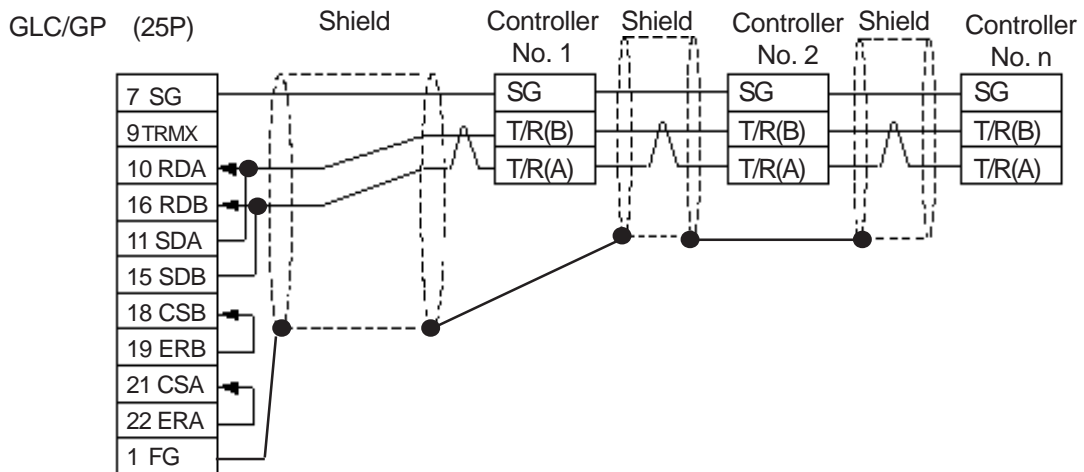 GLC/GP (25P)
Shield
Controller
No. 1
Shield
Controller
No. 2
Shield
Controller
No. n
7 SG
9 TRMX
10 RDA
16 RDB
11 SDA
15 SDB
18 CSB
19 ERB
21 CSA
22 ERA
1 FG
SG
T/R(B)
T/R(A)
SG
T/R(B)
T/R(A)
SG
T/R(B)
T/R(A)